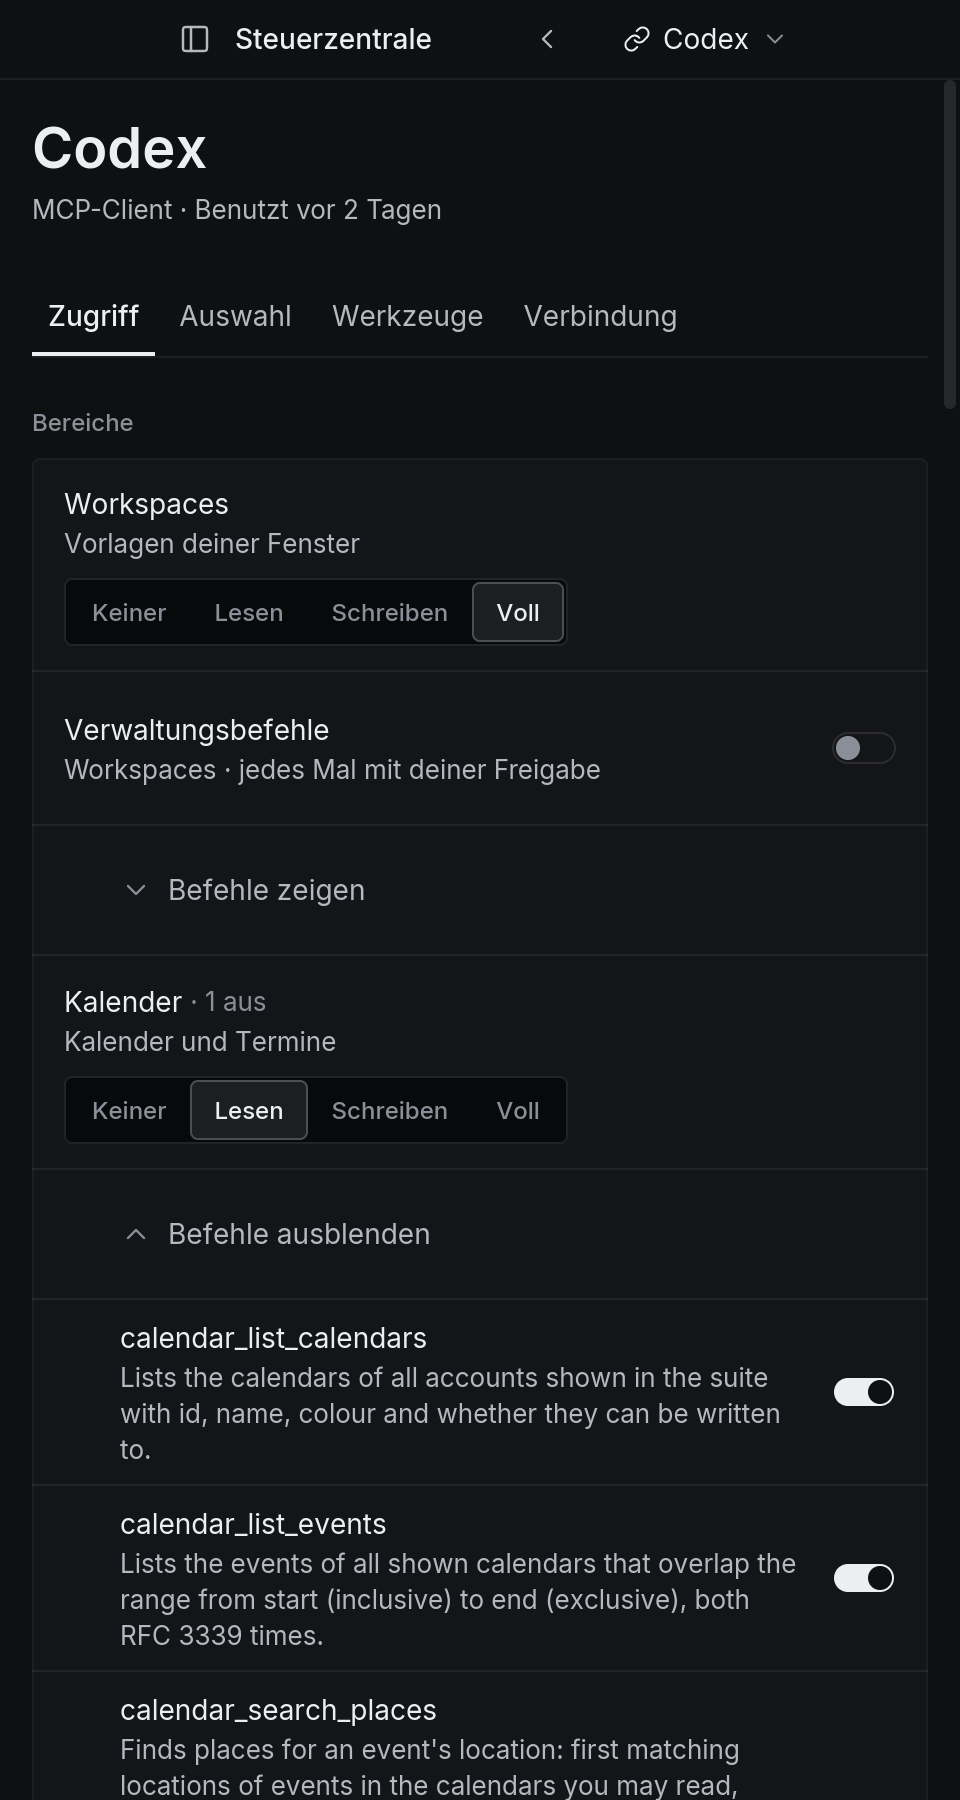 Steuerzentrale
Codex
Codex
MCP-Client · Benutzt vor 2 Tagen
Zugriff
Auswahl
Werkzeuge
Verbindung
Bereiche
Workspaces
Vorlagen deiner Fenster
Keiner
Lesen
Schreiben
Voll
Verwaltungsbefehle
Workspaces · jedes Mal mit deiner Freigabe
Befehle zeigen
Kalender · 1 aus
Kalender und Termine
Keiner
Lesen
Schreiben
Voll
Befehle ausblenden
calendar_list_calendars
Lists the calendars of all accounts shown in the suite
with id, name, colour and whether they can be written
to.
calendar_list_events
Lists the events of all shown calendars that overlap the
range from start (inclusive) to end (exclusive), both
RFC 3339 times.
calendar_search_places
Finds places for an event's location: first matching
locations of events in the calendars you may read,